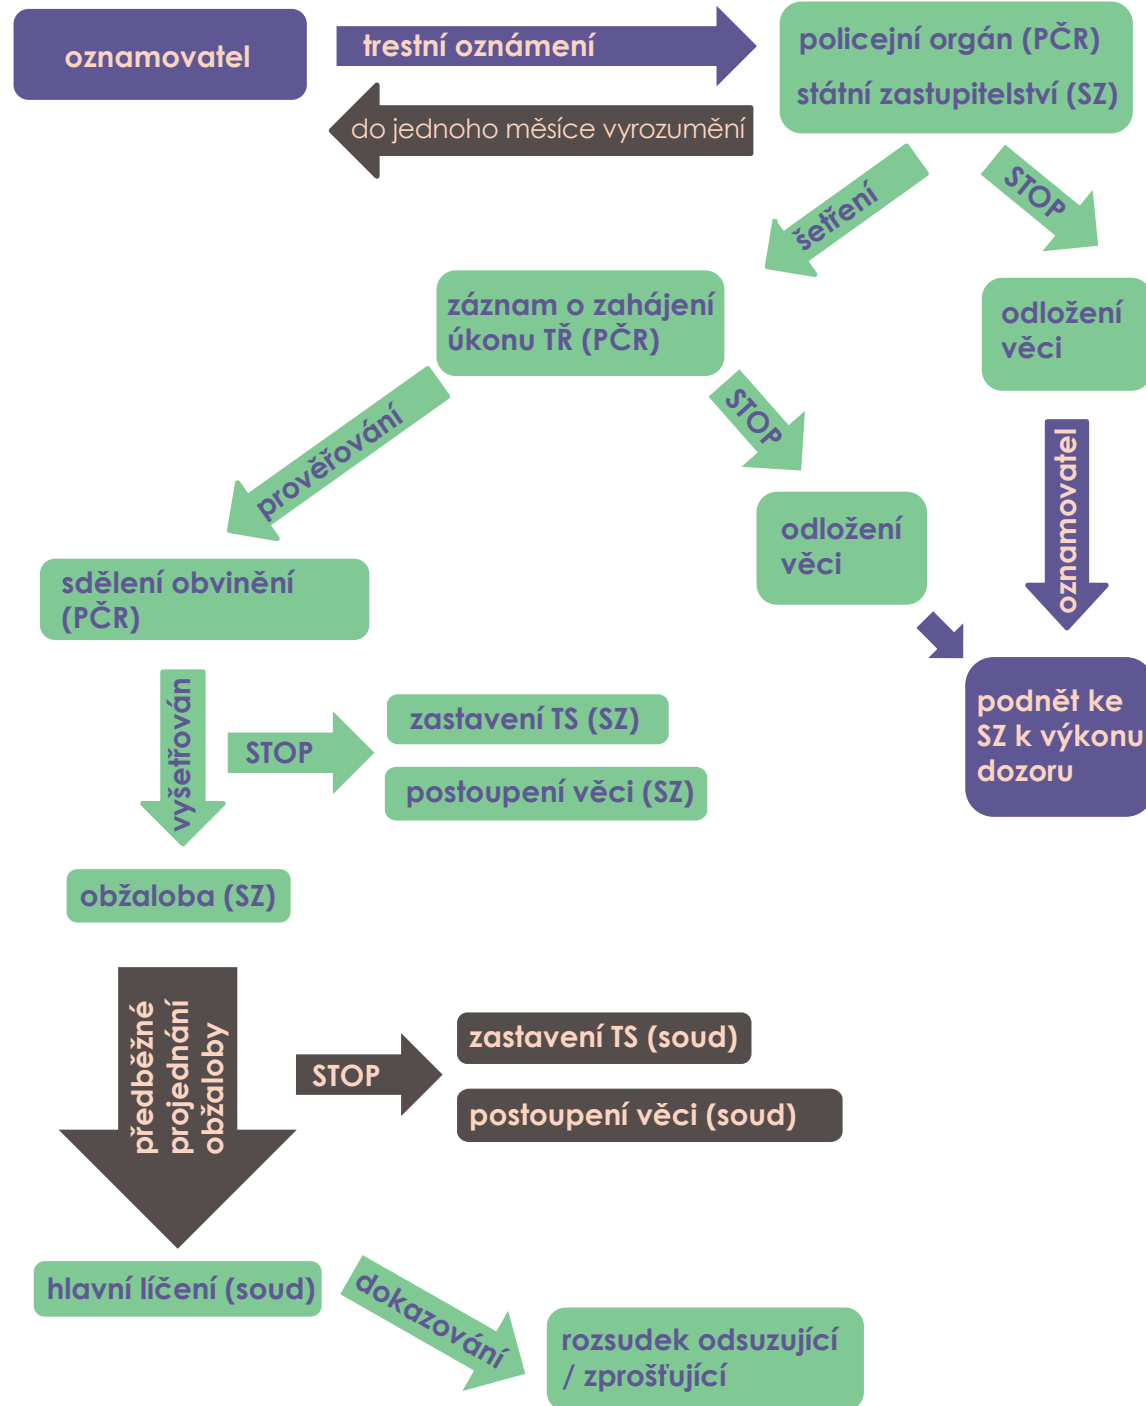 oznamovatel
trestní oznámení
policejní orgán (PČR)
státní zastupitelství (SZ)
do jednoho měsíce vyrozumění
šetření
STOP
záznam o zahájení
úkonu TŘ (PČR)
odložení
věci
prověřování
STOP
oznamovatel
odložení
věci
sdělení obvinění
(PČR)
podnět ke
SZ k výkonu
dozoru
vyšetřován
STOP
zastavení TS (SZ)
postoupení věci (SZ)
obžaloba (SZ)
předběžné
projednání
obžaloby
STOP
zastavení TS (soud)
postoupení věci (soud)
hlavní líčení (soud)
dokazování
rozsudek odsuzující
/ zprošťující